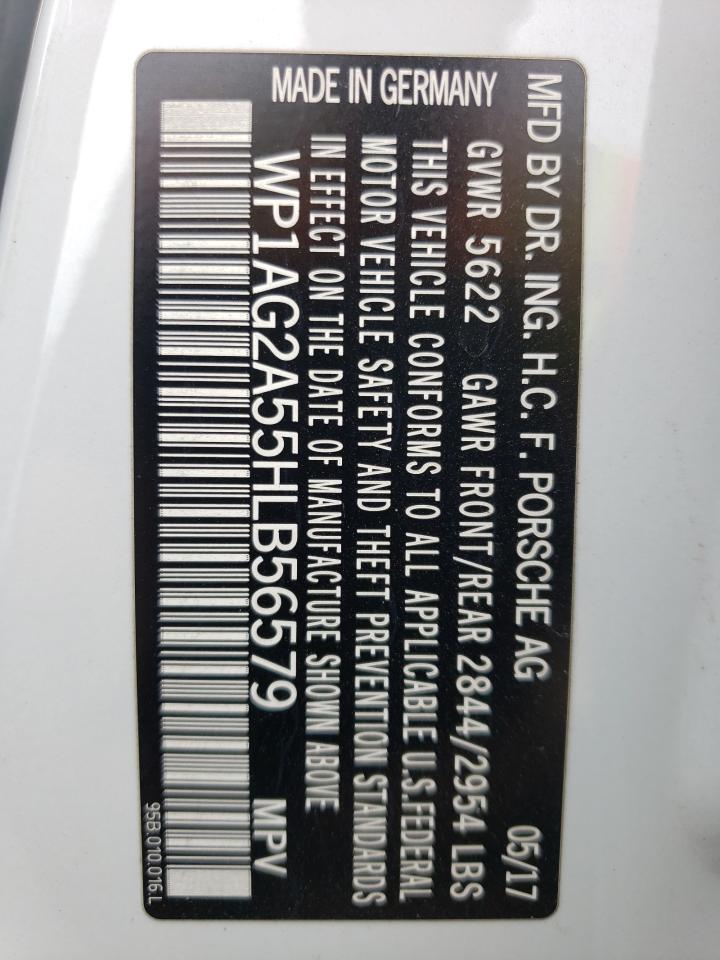 MFD BY DR. ING. H.C. F. PORSCHE AG 05/17
GVWR 5622 GAWR FRONT/REAR 2844/2954 LBS
THIS VEHICLE CONFORMS TO ALL APPLICABLE U.S.FEDERAL
MOTOR VEHICLE SAFETY AND THEFT PREVENTION STANDARDS
IN EFFECT ON THE DATE OF MANUFACTURE SHOWN ABOVE
WP1AG2A55HLB56579 MPV
95B.010.016.L
MADE IN GERMANY